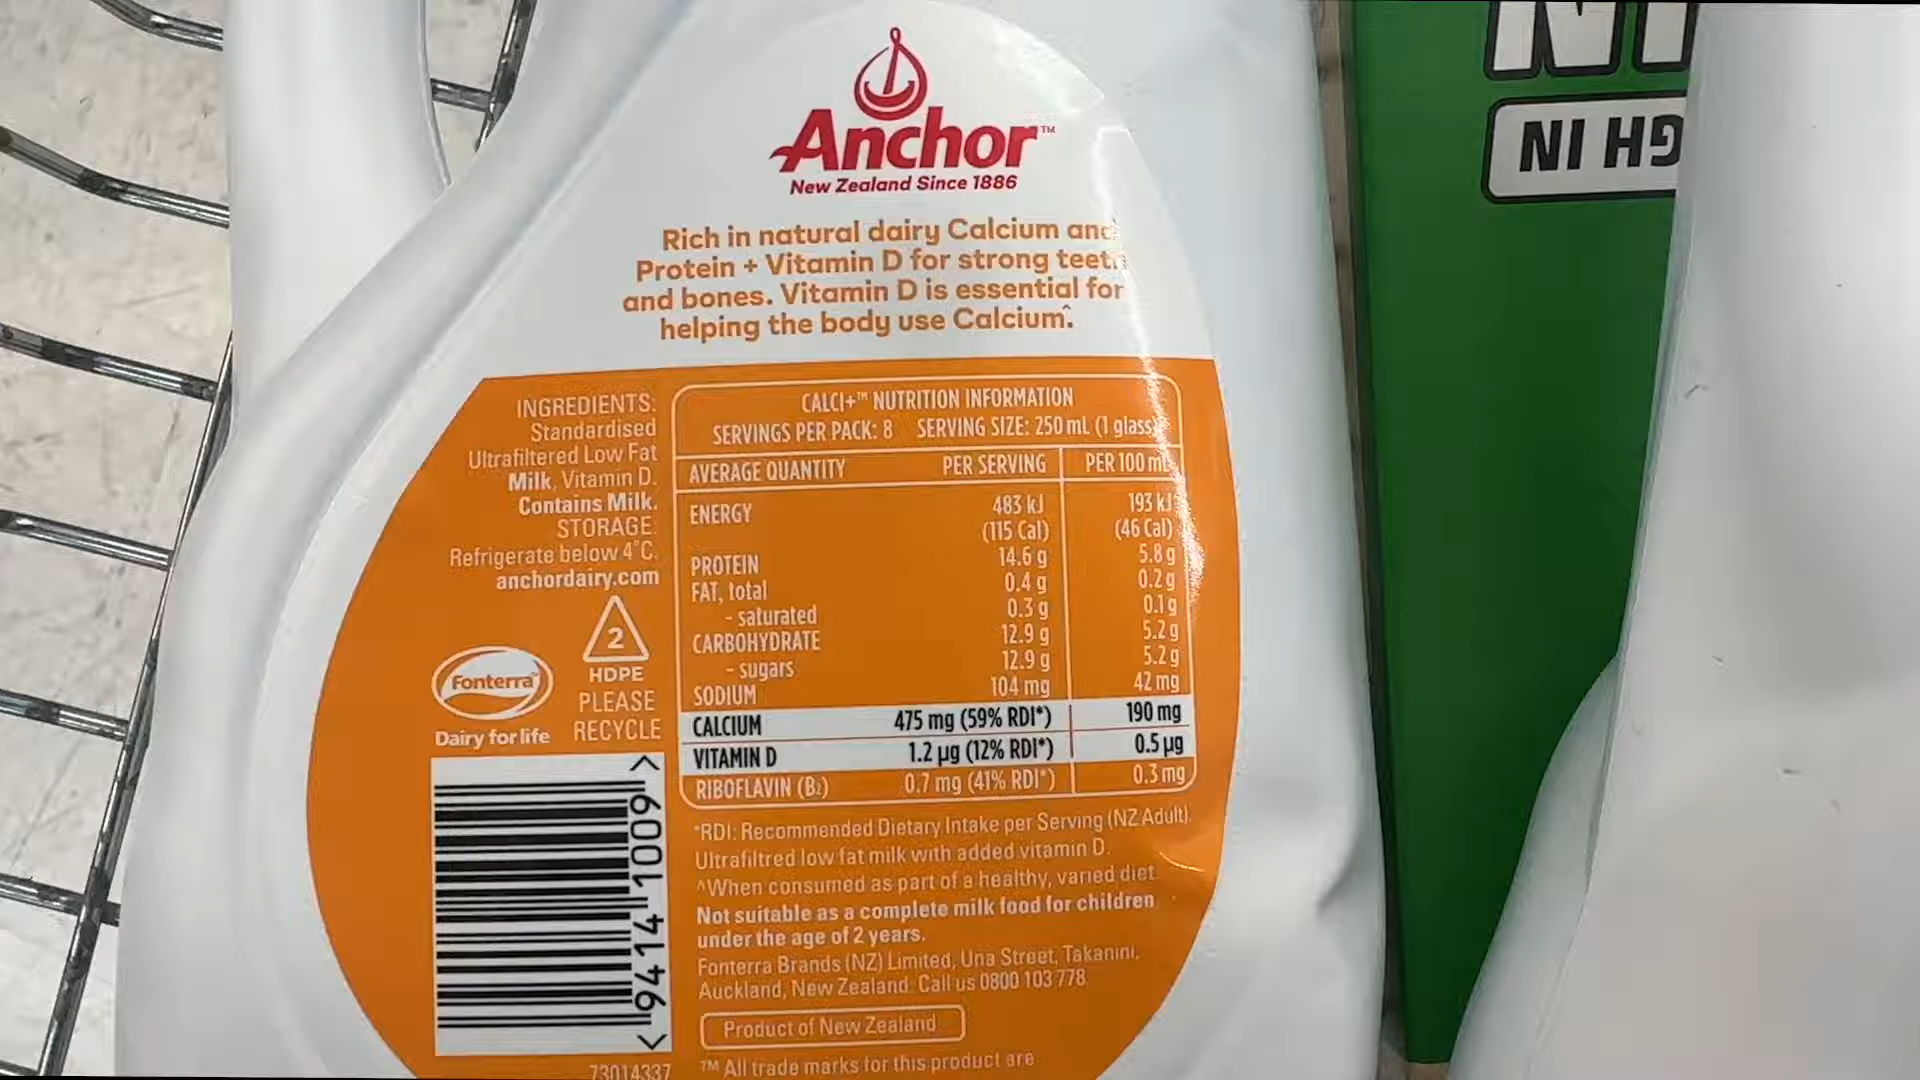 Anchor™
New Zealand Since 1886
Rich in natural dairy Calcium and
Protein + Vitamin D for strong teeth
and bones. Vitamin D is essential for
helping the body use Calcium^.
INGREDIENTS:
Standardised
Ultrafiltered Low Fat
Milk, Vitamin D.
Contains Milk.
STORAGE:
Refrigerate below 4°C.
anchordairy.com
2
HDPE
PLEASE
RECYCLE
Fonterra™
Dairy for life
CALCI+™ NUTRITION INFORMATION
SERVINGS PER PACK: 8 SERVING SIZE: 250 mL (1 glass)
AVERAGE QUANTITY PER SERVING PER 100 mL
ENERGY 483 kJ 193 kJ
(115 Cal) (46 Cal)
PROTEIN 14.6 g 5.8 g
FAT, total 0.4 g 0.2 g
- saturated 0.3 g 0.1 g
CARBOHYDRATE 12.9 g 5.2 g
- sugars 12.9 g 5.2 g
SODIUM 104 mg 42 mg
CALCIUM 475 mg (59% RDI*) 190 mg
VITAMIN D 1.2 µg (12% RDI*) 0.5 µg
RIBOFLAVIN (B₂) 0.7 mg (41% RDI*) 0.3 mg
*RDI: Recommended Dietary Intake per Serving (NZ Adult).
Ultrafiltred low fat milk with added vitamin D.
^When consumed as part of a healthy, varied diet.
Not suitable as a complete milk food for children
under the age of 2 years.
Fonterra Brands (NZ) Limited, Una Street, Takanini,
Auckland, New Zealand. Call us 0800 103 778
Product of New Zealand
™ All trade marks for this product are
<"9414"1009">
73014337
GH IN